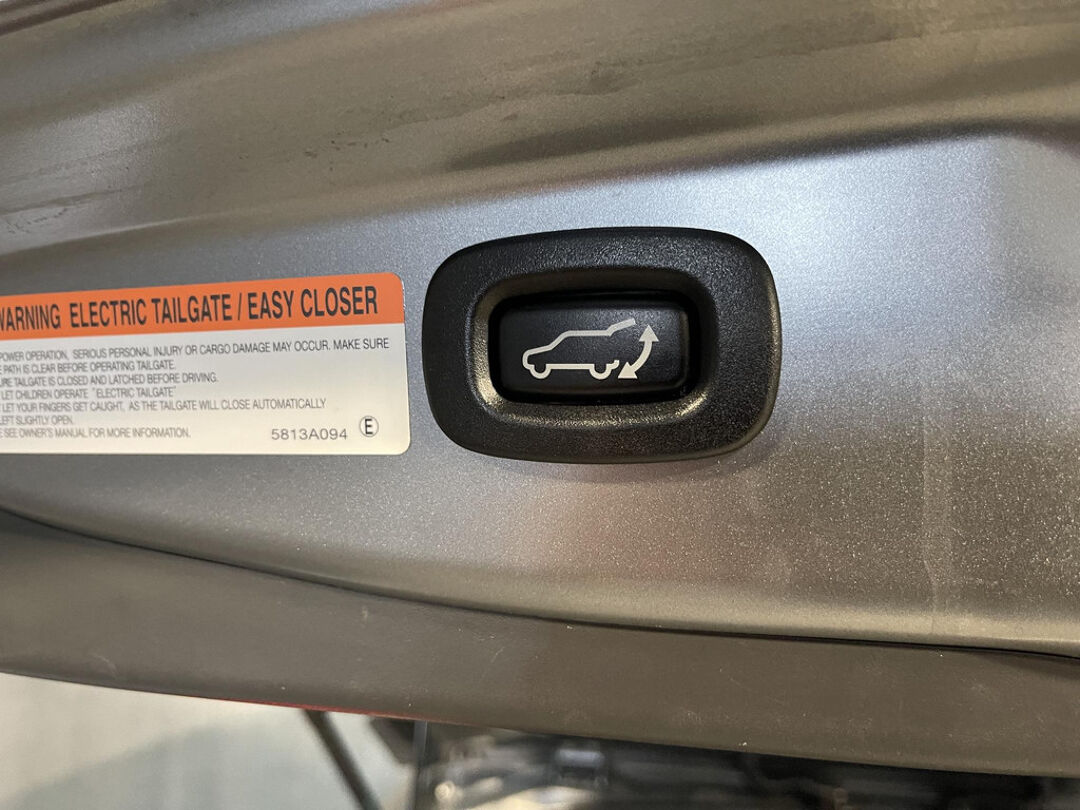 WARNING ELECTRIC TAILGATE / EASY CLOSER
POWER OPERATION, SERIOUS PERSONAL INJURY OR CARGO DAMAGE MAY OCCUR. MAKE SURE
PATH IS CLEAR BEFORE OPERATING TAILGATE.
TAILGATE IS CLOSED AND LATCHED BEFORE DRIVING.
LET CHILDREN OPERATE "ELECTRIC TAILGATE"
LET YOUR FINGERS GET CAUGHT, AS THE TAILGATE WILL CLOSE AUTOMATICALLY
LEFT SLIGHTLY OPEN.
SEE OWNER'S MANUAL FOR MORE INFORMATION.
5813A094 E